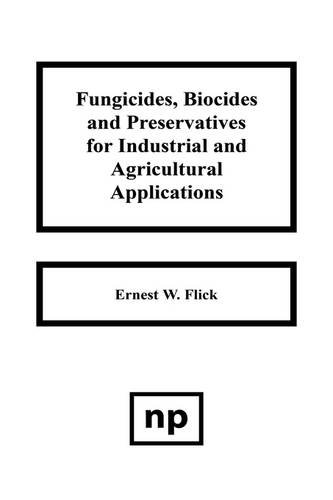 Fungicides, Biocides
and Preservatives
for Industrial and
Agricultural
Applications
Ernest W. Flick
np